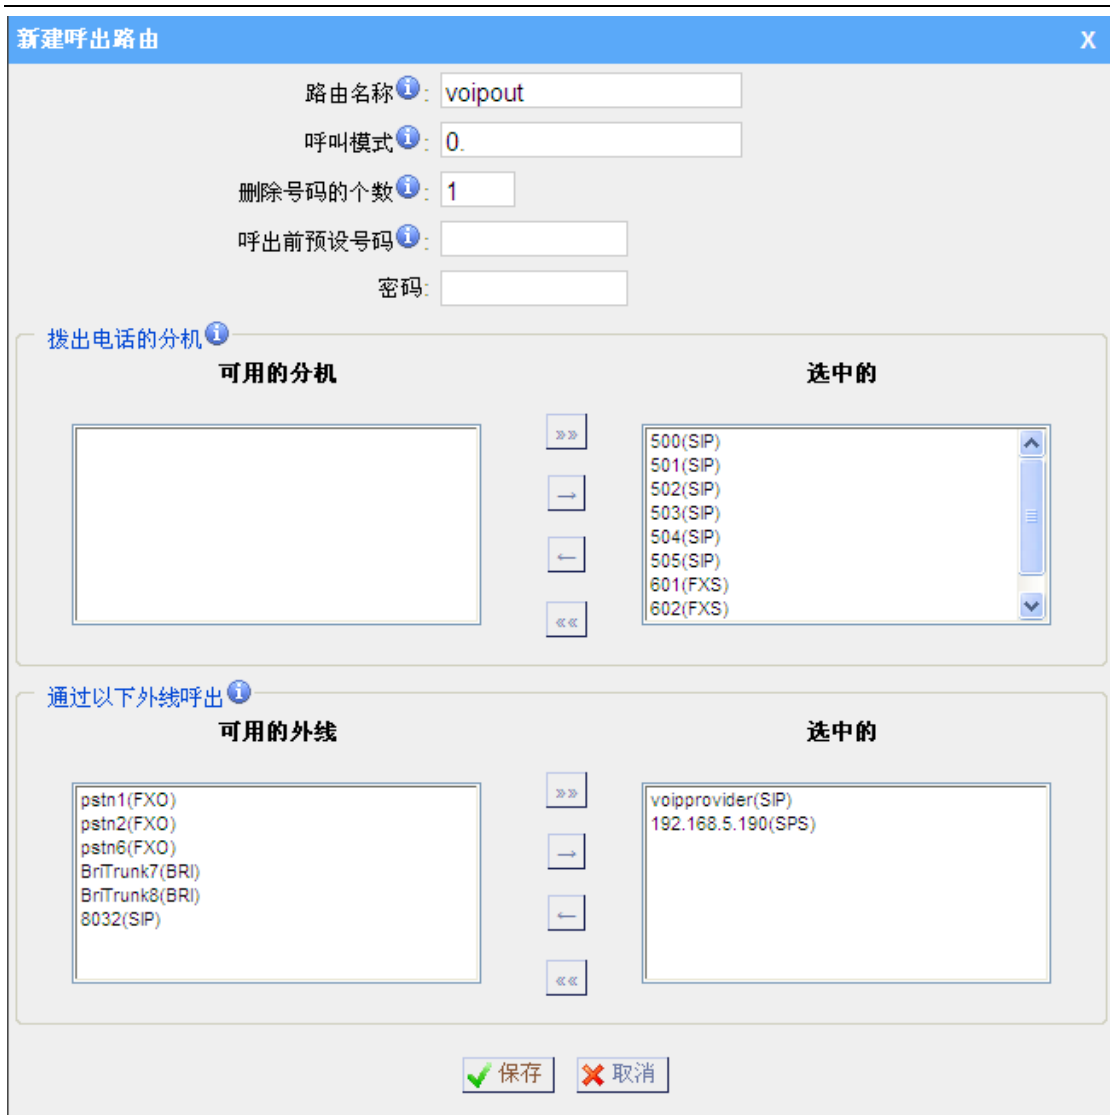 新建呼出路由 X
路由名称: voipout
呼叫模式: 0.
删除号码的个数: 1
呼出前预设号码:
密码:
拨出电话的分机
可用的分机 选中的
»»
→
←
««
500(SIP)
501(SIP)
502(SIP)
503(SIP)
504(SIP)
505(SIP)
601(FXS)
602(FXS)
通过以下外线呼出
可用的外线 选中的
pstn1(FXO)
pstn2(FXO)
pstn6(FXO)
BriTrunk7(BRI)
BriTrunk8(BRI)
8032(SIP)
»»
→
←
««
voipprovider(SIP)
192.168.5.190(SPS)
保存 取消